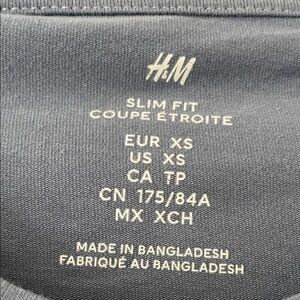 H&M
SLIM FIT
COUPE ÉTROITE
EUR XS
US XS
CA TP
CN 175/84A
MX XCH
MADE IN BANGLADESH
FABRIQUÉ AU BANGLADESH